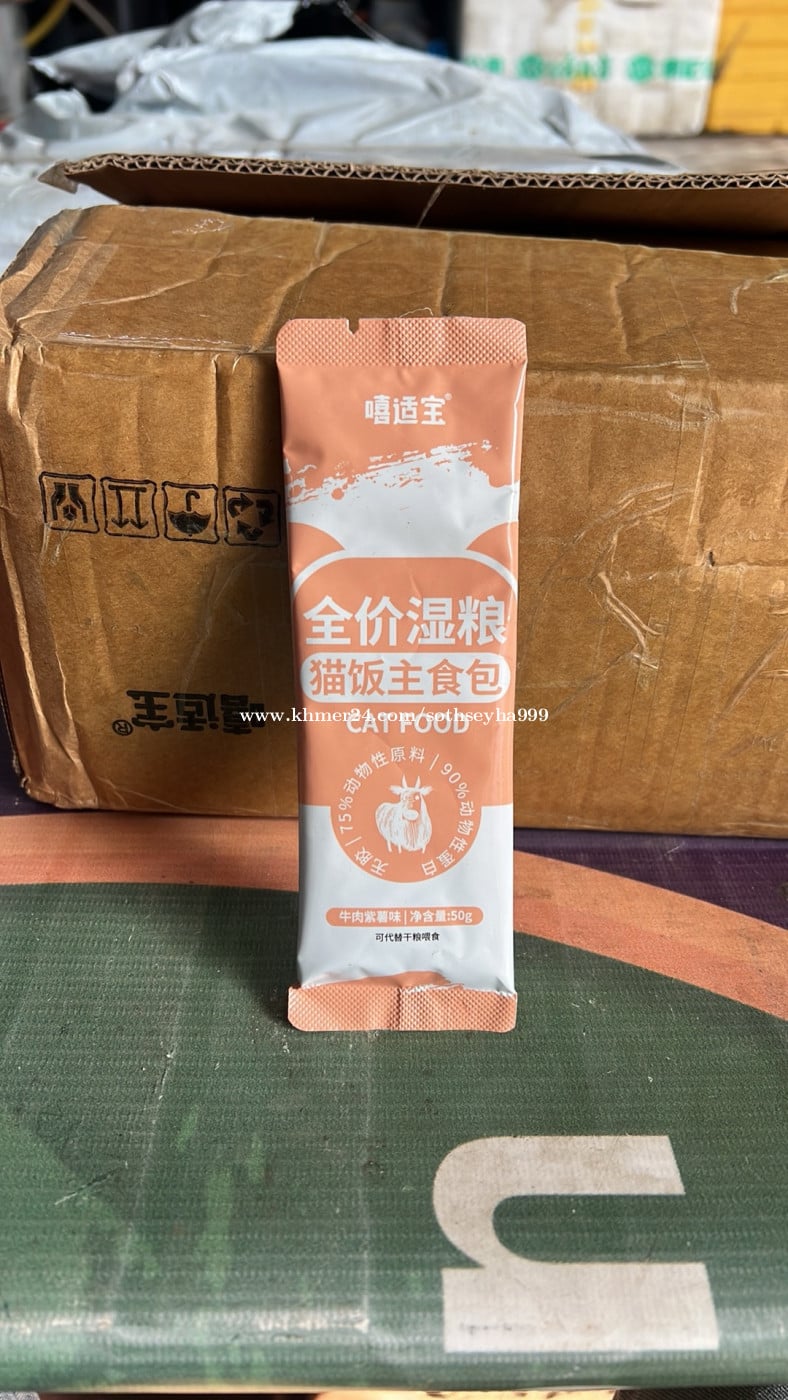 嘻适宝®
全价湿粮
猫饭主食包
www.khmer24.com/sothseyha999
CAT FOOD
无胶 | 75%动物性原料 | 90%动物性蛋白
牛肉紫薯味 | 净含量:50g
可代替干粮喂食
嘻适宝®